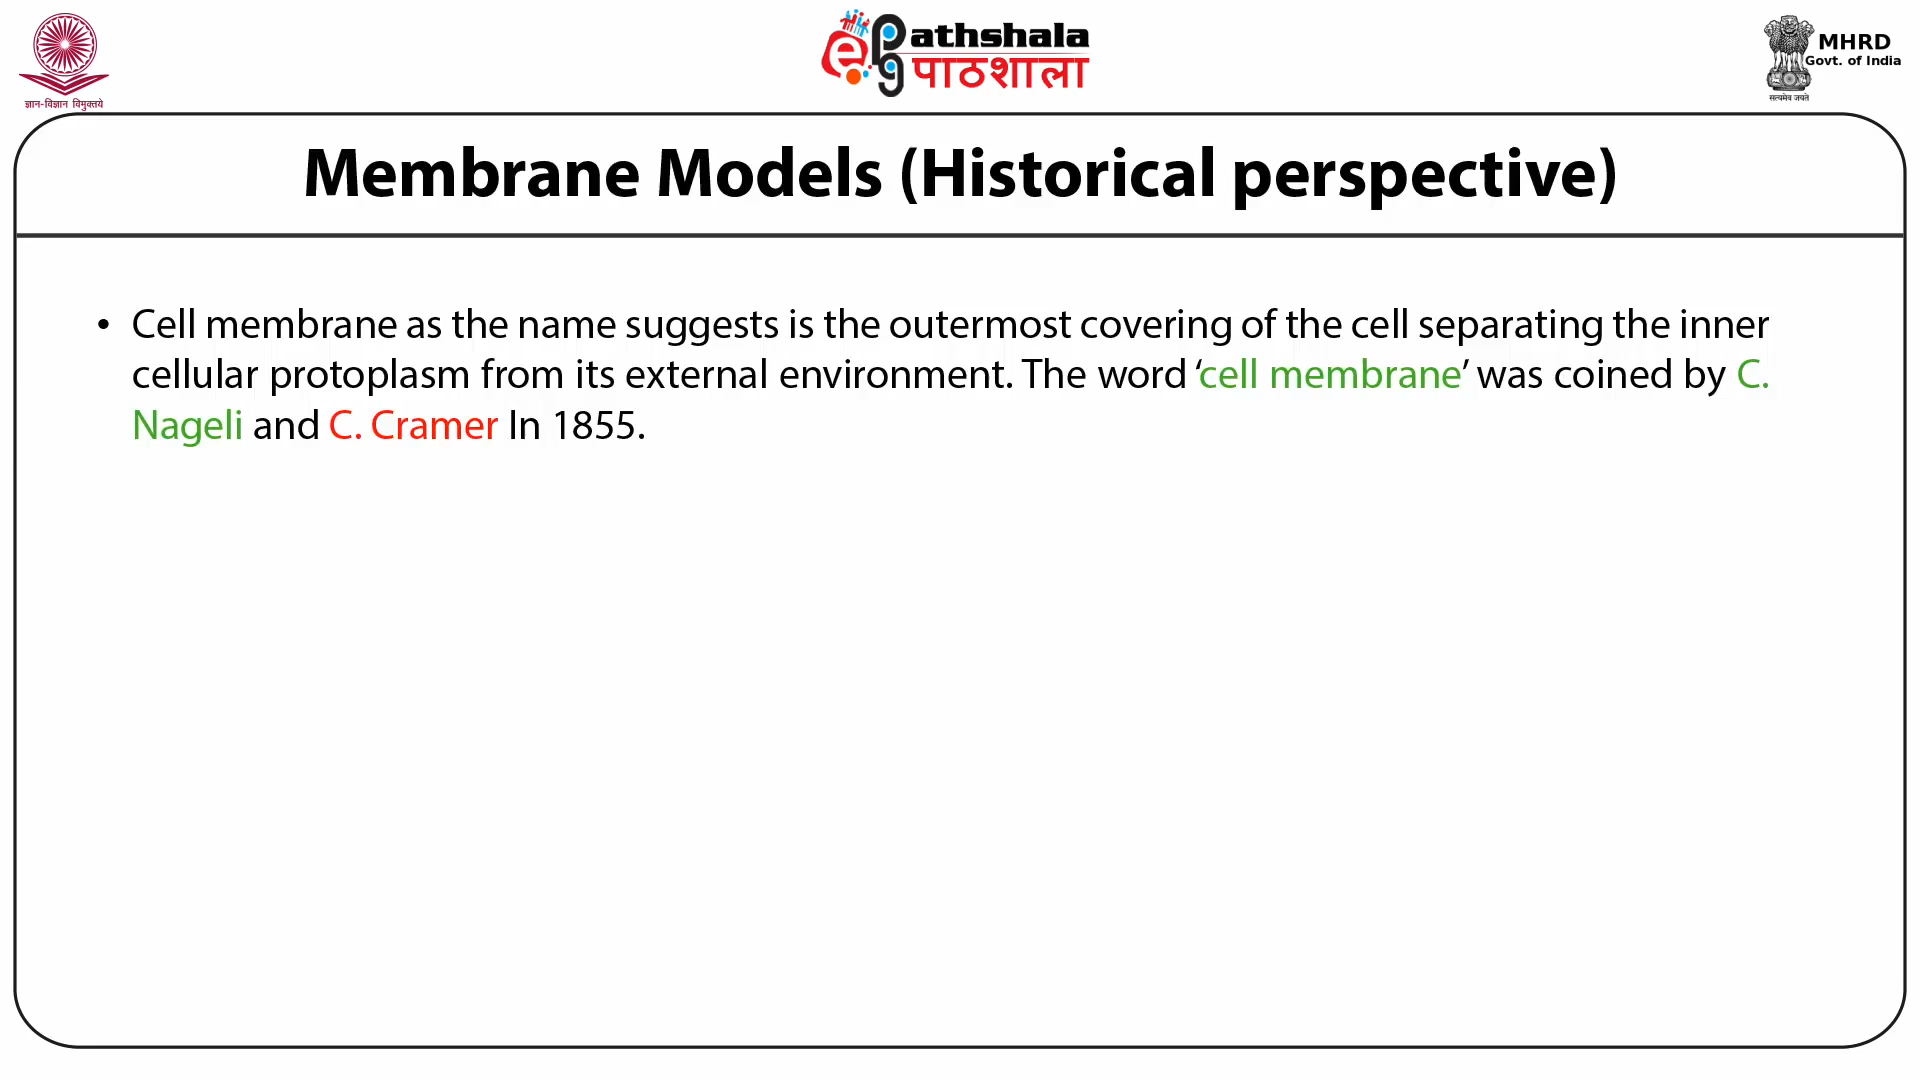 ज्ञान-विज्ञान विमुक्तये
ePGathshala
पाठशाला
MHRD
Govt. of India
सत्यमेव जयते
Membrane Models (Historical perspective)
• Cell membrane as the name suggests is the outermost covering of the cell separating the inner
cellular protoplasm from its external environment. The word ‘cell membrane’ was coined by C.
Nageli and C. Cramer In 1855.